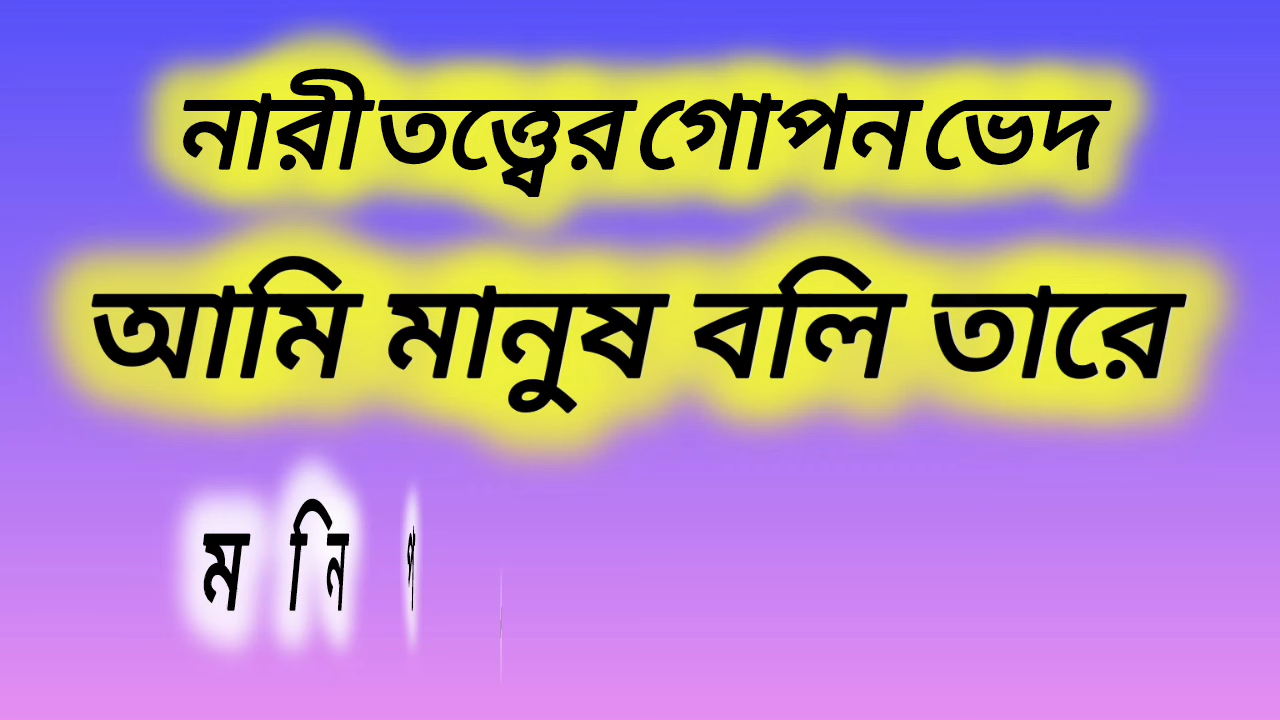 নারী তত্ত্বের গোপন ভেদ
আমি মানুষ বলি তারে
ম নি প